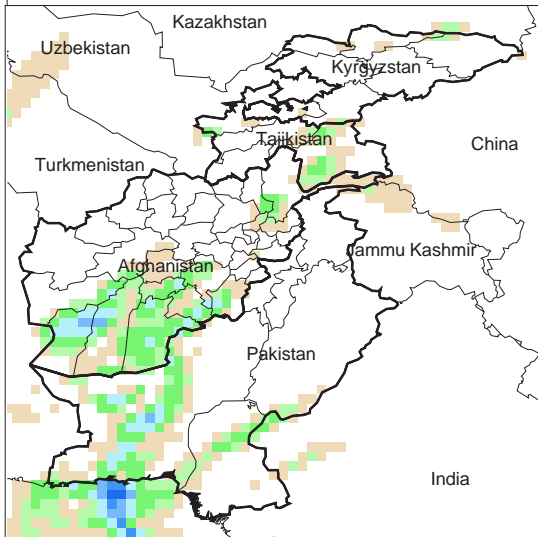 Kazakhstan
Uzbekistan
Kyrgyzstan
Tajikistan
China
Turkmenistan
Jammu Kashmir
Afghanistan
Pakistan
India